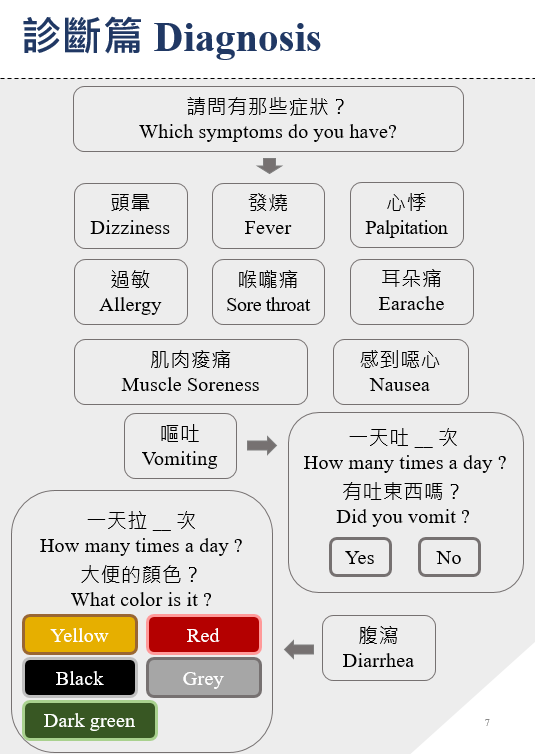 診斷篇 Diagnosis
請問有那些症狀？
Which symptoms do you have?
頭暈
Dizziness
發燒
Fever
心悸
Palpitation
過敏
Allergy
喉嚨痛
Sore throat
耳朵痛
Earache
肌肉痠痛
Muscle Soreness
感到噁心
Nausea
嘔吐
Vomiting
一天吐 __ 次
How many times a day ?
有吐東西嗎？
Did you vomit ?
Yes
No
腹瀉
Diarrhea
一天拉 __ 次
How many times a day ?
大便的顏色？
What color is it ?
Yellow
Red
Black
Grey
Dark green
7